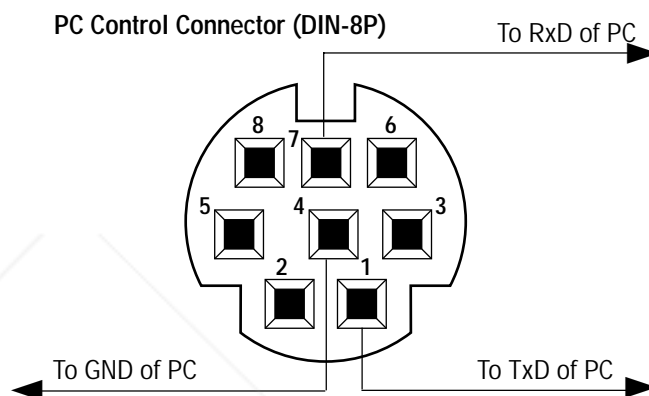 PC Control Connector (DIN-8P)
To RxD of PC
8 7 6
5 4 3
2 1
To GND of PC
To TxD of PC